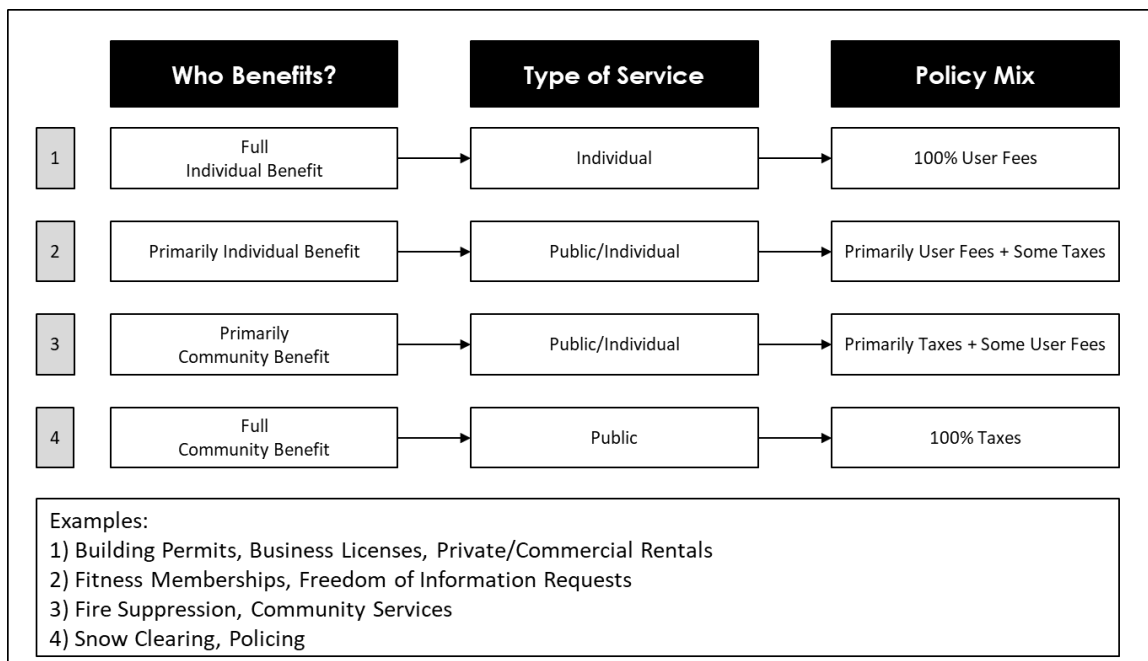 Who Benefits?
Type of Service
Policy Mix
1
Full
Individual Benefit
Individual
100% User Fees
2
Primarily Individual Benefit
Public/Individual
Primarily User Fees + Some Taxes
3
Primarily
Community Benefit
Public/Individual
Primarily Taxes + Some User Fees
4
Full
Community Benefit
Public
100% Taxes
Examples:
1) Building Permits, Business Licenses, Private/Commercial Rentals
2) Fitness Memberships, Freedom of Information Requests
3) Fire Suppression, Community Services
4) Snow Clearing, Policing